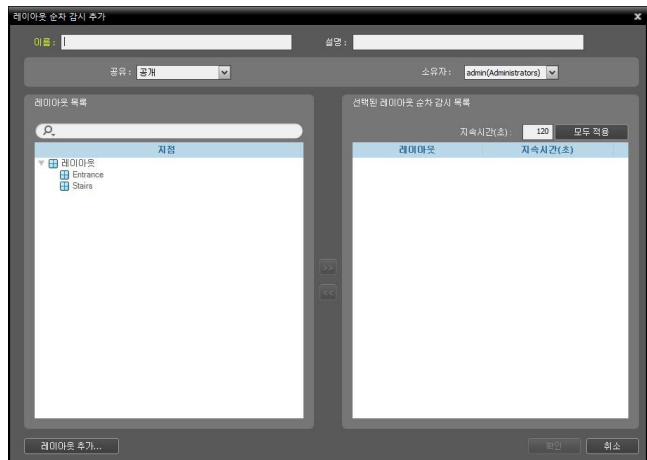 레이아웃 순차 감시 추가
x
이름 :
설명 :
공유 : 공개
소유자 : admin(Administrators)
레이아웃 목록
지점
레이아웃
Entrance
Stairs
>>
<<
선택된 레이아웃 순차 감시 목록
지속시간(초) : 120 모두 적용
레이아웃 지속시간(초)
레이아웃 추가...
확인
취소